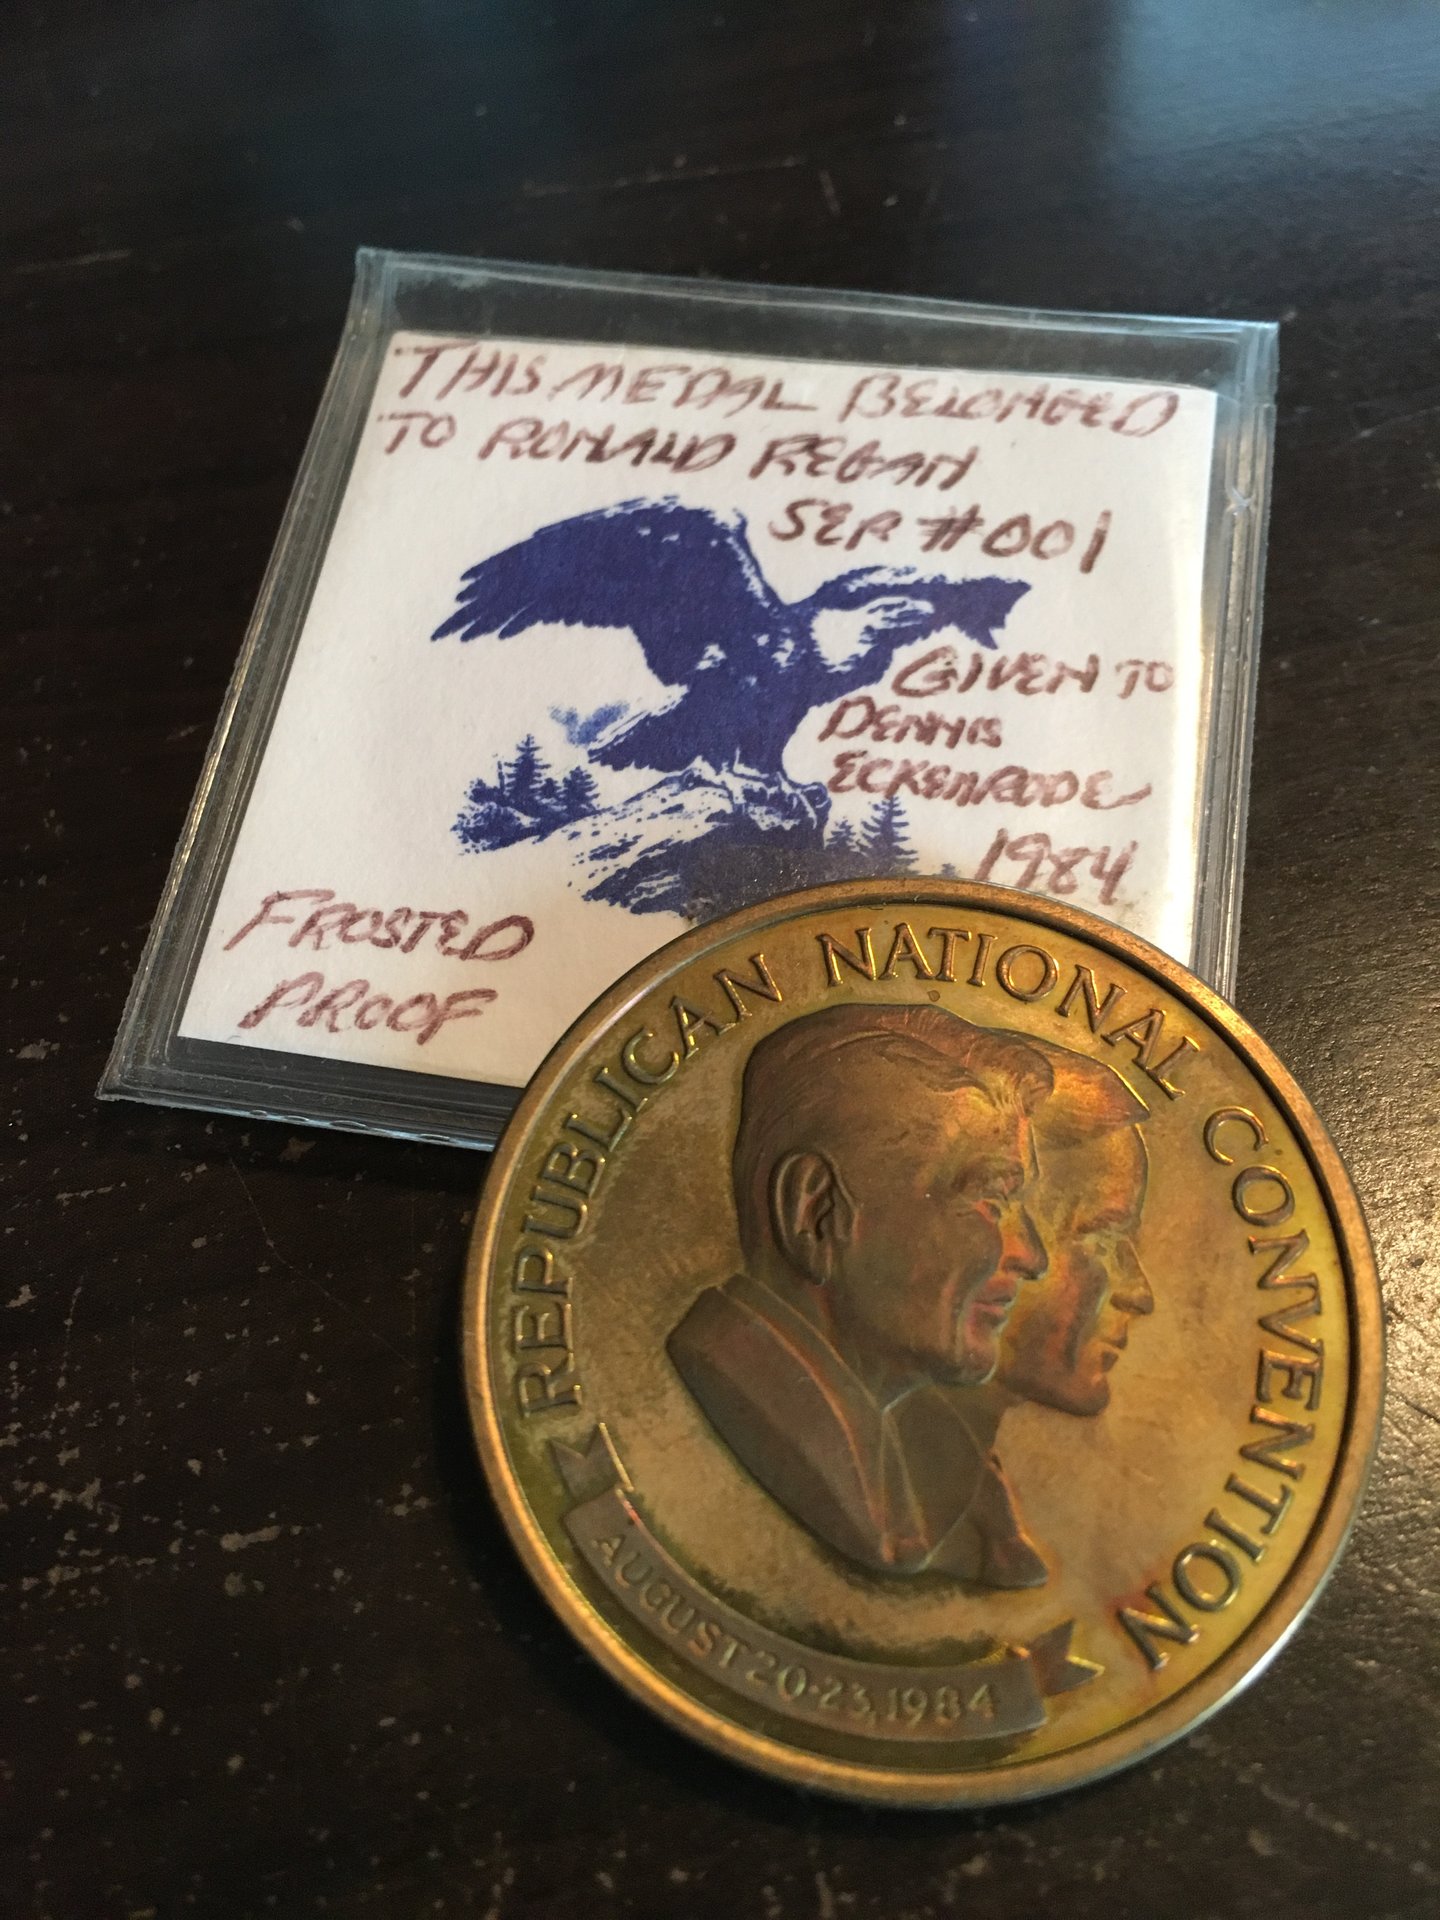 THIS MEDAL BELONGED
TO RONALD REGAN
SER #001
GIVEN TO
DENNIS
ECKENRODE
1984
FROSTED
PROOF
REPUBLICAN NATIONAL CONVENTION
AUGUST 20-23, 1984